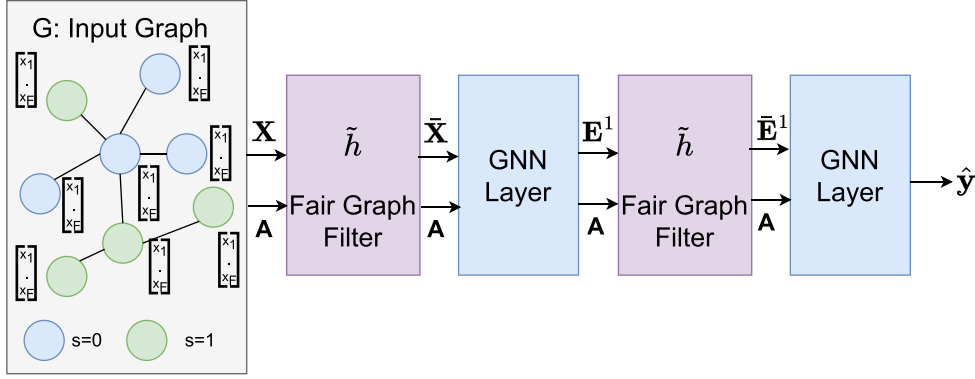 G: Input Graph
x1
.
xF
x1
.
xF
x1
.
xF
x1
.
xF
x1
.
xF
x1
.
xF
x1
.
xF
x1
.
xF
s=0 s=1
X
A
h̃
Fair Graph
Filter
X̄
A
GNN
Layer
E¹
A
h̃
Fair Graph
Filter
Ē¹
A
GNN
Layer
ŷ